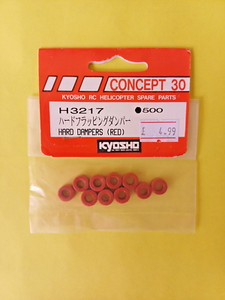 CONCEPT 30
KYOSHO RC HELICOPTER SPARE PARTS
H3217 ●500
ハードフラッピングダンパー
HARD DAMPERS (RED)
£ 4.99
KYOSHO